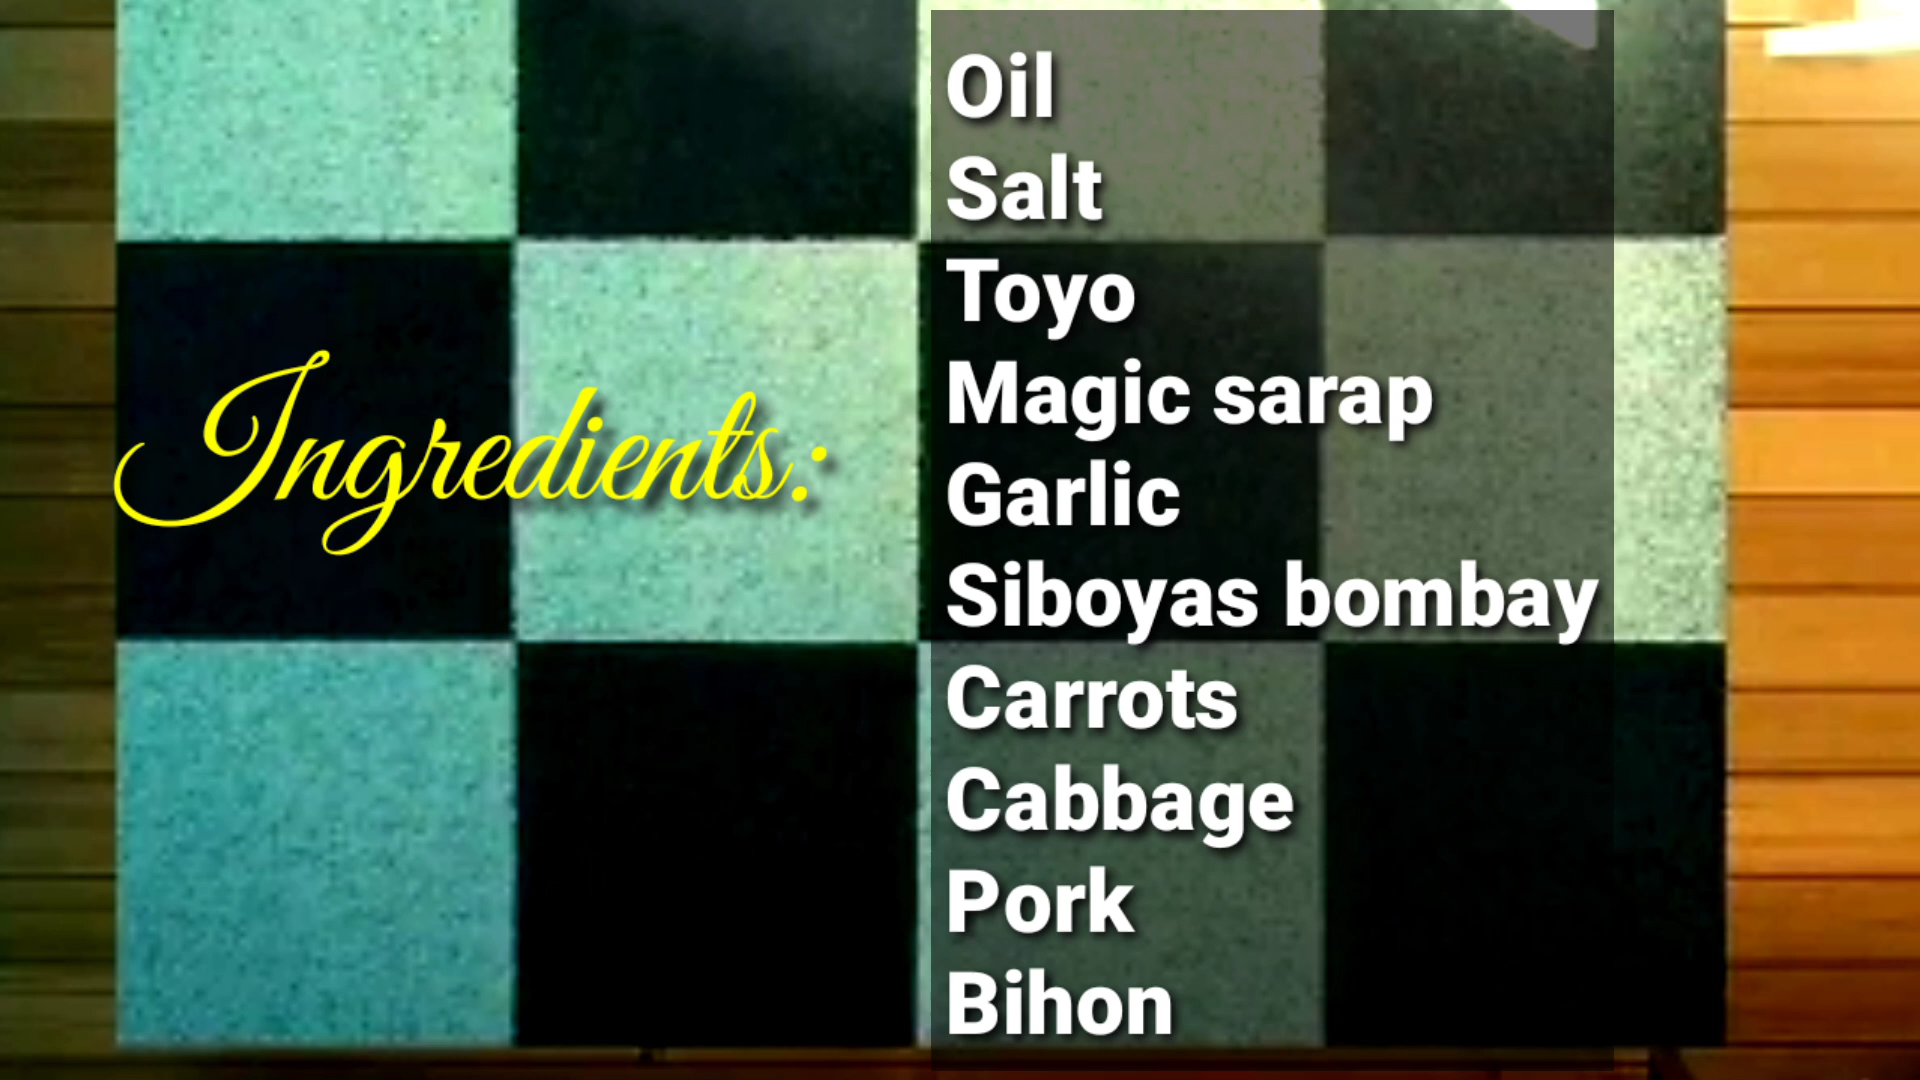 Ingredients:
Oil
Salt
Toyo
Magic sarap
Garlic
Siboyas bombay
Carrots
Cabbage
Pork
Bihon